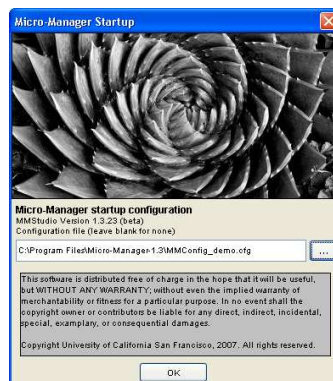 Micro-Manager Startup
Micro-Manager startup configuration
MMStudio Version 1.3.23 (beta)
Configuration file (leave blank for none)
C:\Program Files\Micro-Manager-1.3\MMConfig_demo.cfg
...
This software is distributed free of charge in the hope that it will be useful,
but WITHOUT ANY WARRANTY; without even the implied warranty of
merchantability or fitness for a particular purpose. In no event shall the
copyright owner or contributors be liable for any direct, indirect, incidental,
special, examplary, or consequential damages.
Copyright University of California San Francisco, 2007. All rights reserved.
OK